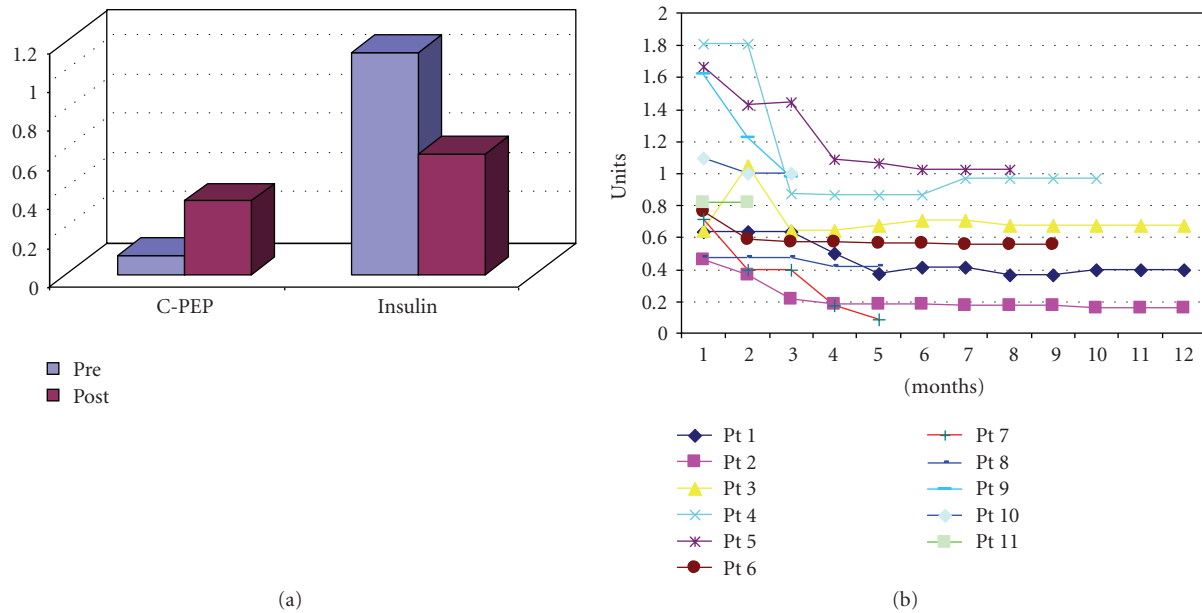 1.2
1
0.8
0.6
0.4
0.2
0
C-PEP Insulin
Pre
Post
(a)
2
1.8
1.6
1.4
1.2
1
0.8
0.6
0.4
0.2
0
Units
1 2 3 4 5 6 7 8 9 10 11 12
(months)
Pt 1
Pt 2
Pt 3
Pt 4
Pt 5
Pt 6
Pt 7
Pt 8
Pt 9
Pt 10
Pt 11
(b)